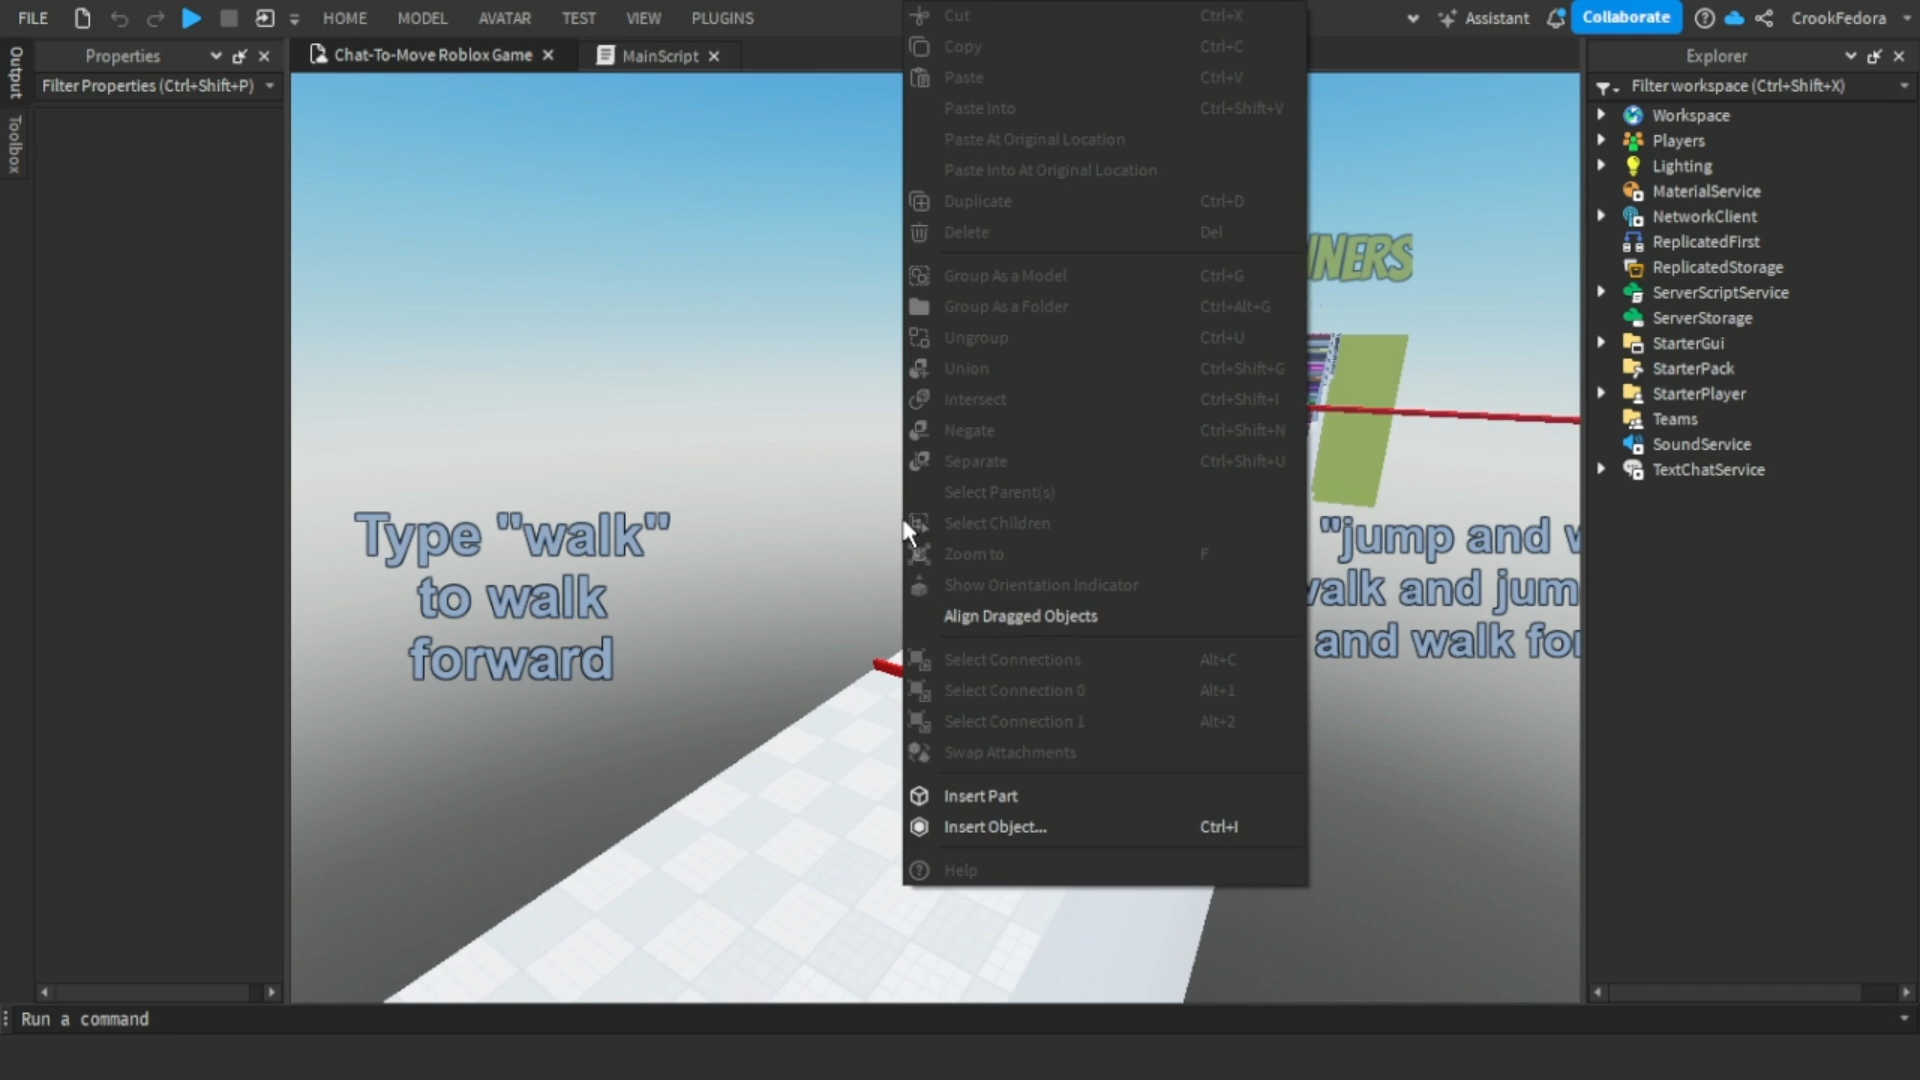 FILE
HOME
MODEL
AVATAR
TEST
VIEW
PLUGINS
Assistant
Collaborate
CrookFedora
Output
Toolbox
Properties
Filter Properties (Ctrl+Shift+P)
Chat-To-Move Roblox Game
MainScript
Type "walk"
to walk
forward
Cut Ctrl+X
Copy Ctrl+C
Paste Ctrl+V
Paste Into Ctrl+Shift+V
Paste At Original Location
Paste Into At Original Location
Duplicate Ctrl+D
Delete Del
Group As a Model Ctrl+G
Group As a Folder Ctrl+Alt+G
Ungroup Ctrl+U
Union Ctrl+Shift+G
Intersect Ctrl+Shift+I
Negate Ctrl+Shift+N
Separate Ctrl+Shift+U
Select Parent(s)
Select Children
Zoom to F
Show Orientation Indicator
Align Dragged Objects
Select Connections Alt+C
Select Connection 0 Alt+1
Select Connection 1 Alt+2
Swap Attachments
Insert Part
Insert Object... Ctrl+I
Help
NNERS
"jump and w
walk and jum
and walk for
Explorer
Filter workspace (Ctrl+Shift+X)
Workspace
Players
Lighting
MaterialService
NetworkClient
ReplicatedFirst
ReplicatedStorage
ServerScriptService
ServerStorage
StarterGui
StarterPack
StarterPlayer
Teams
SoundService
TextChatService
Run a command